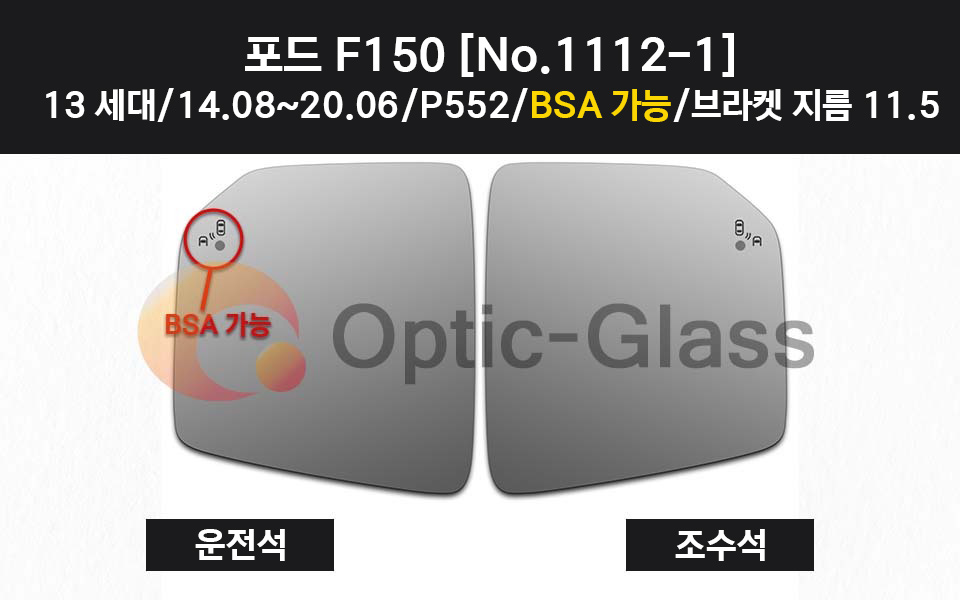 포드 F150 [No.1112-1]
13 세대/14.08~20.06/P552/BSA 가능/브라켓 지름 11.5
BSA 가능
Optic-Glass
운전석
조수석